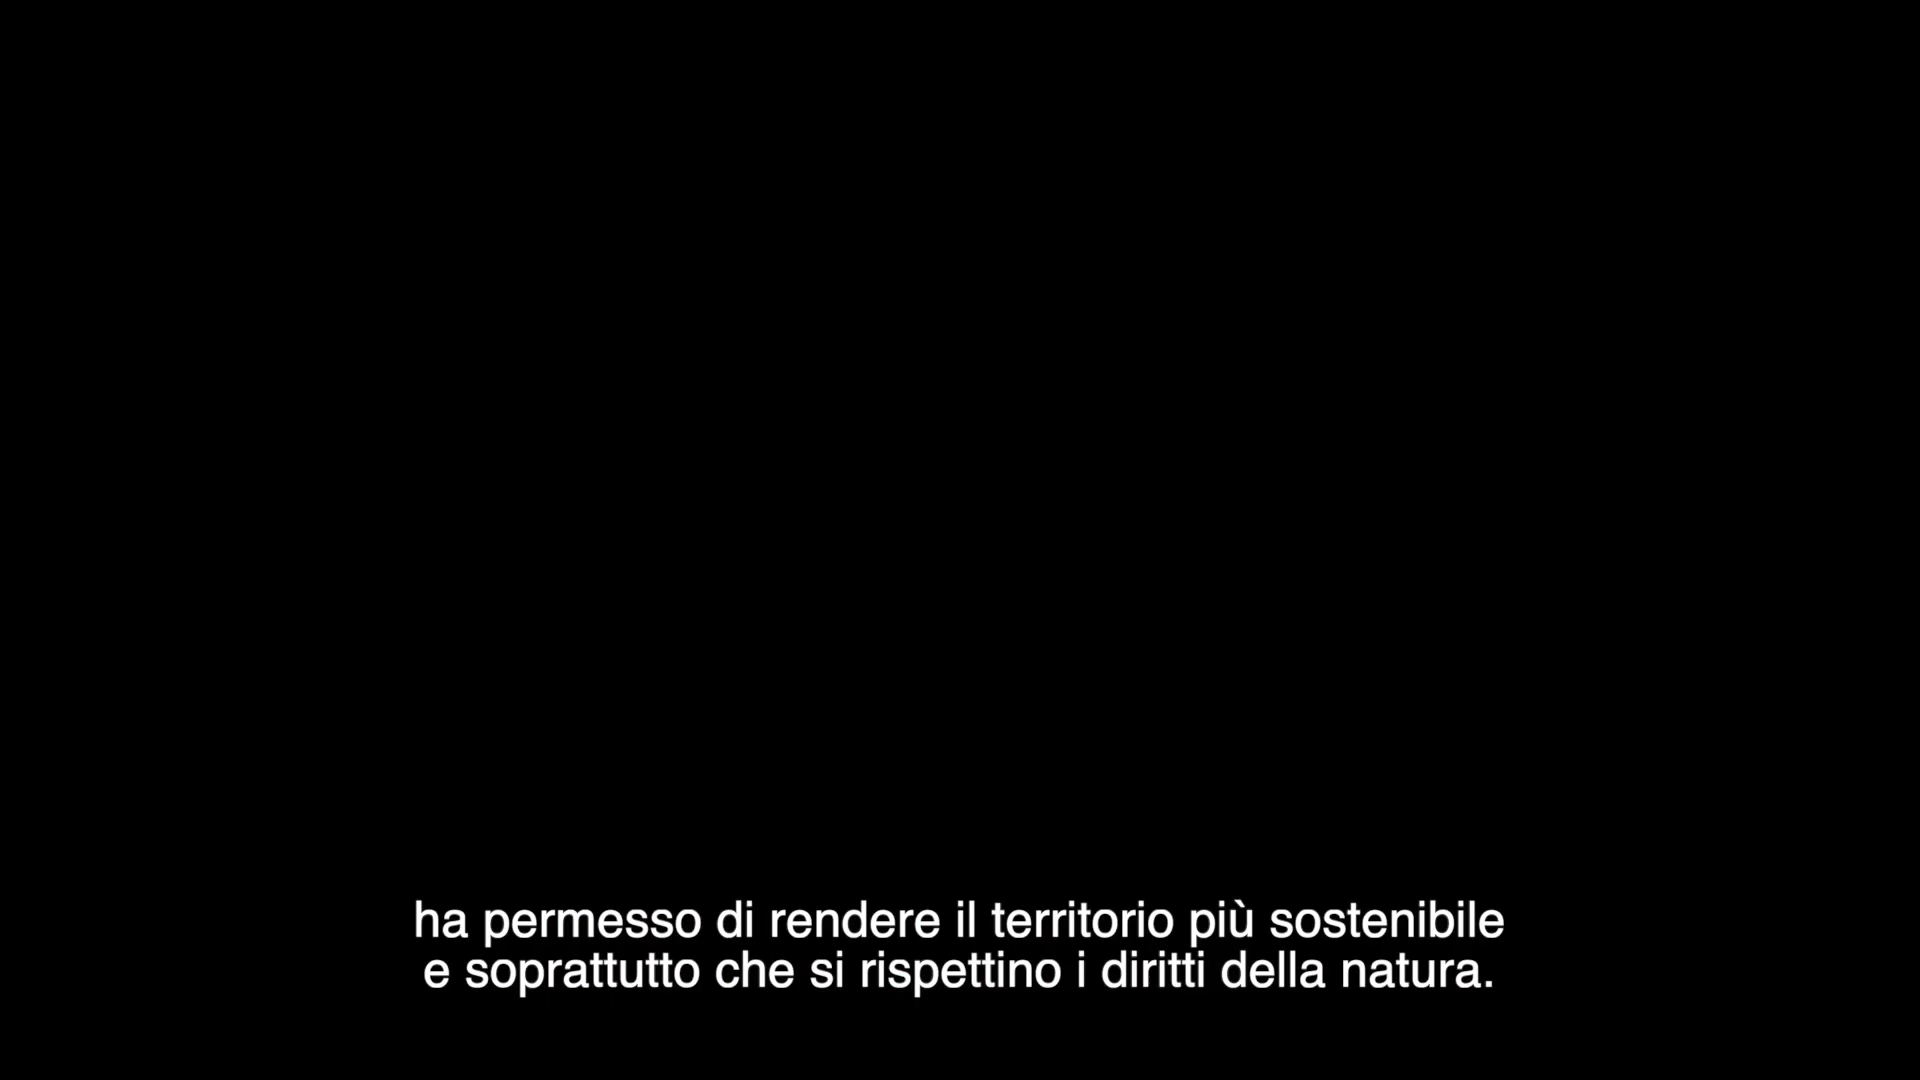 ha permesso di rendere il territorio più sostenibile
e soprattutto che si rispettino i diritti della natura.